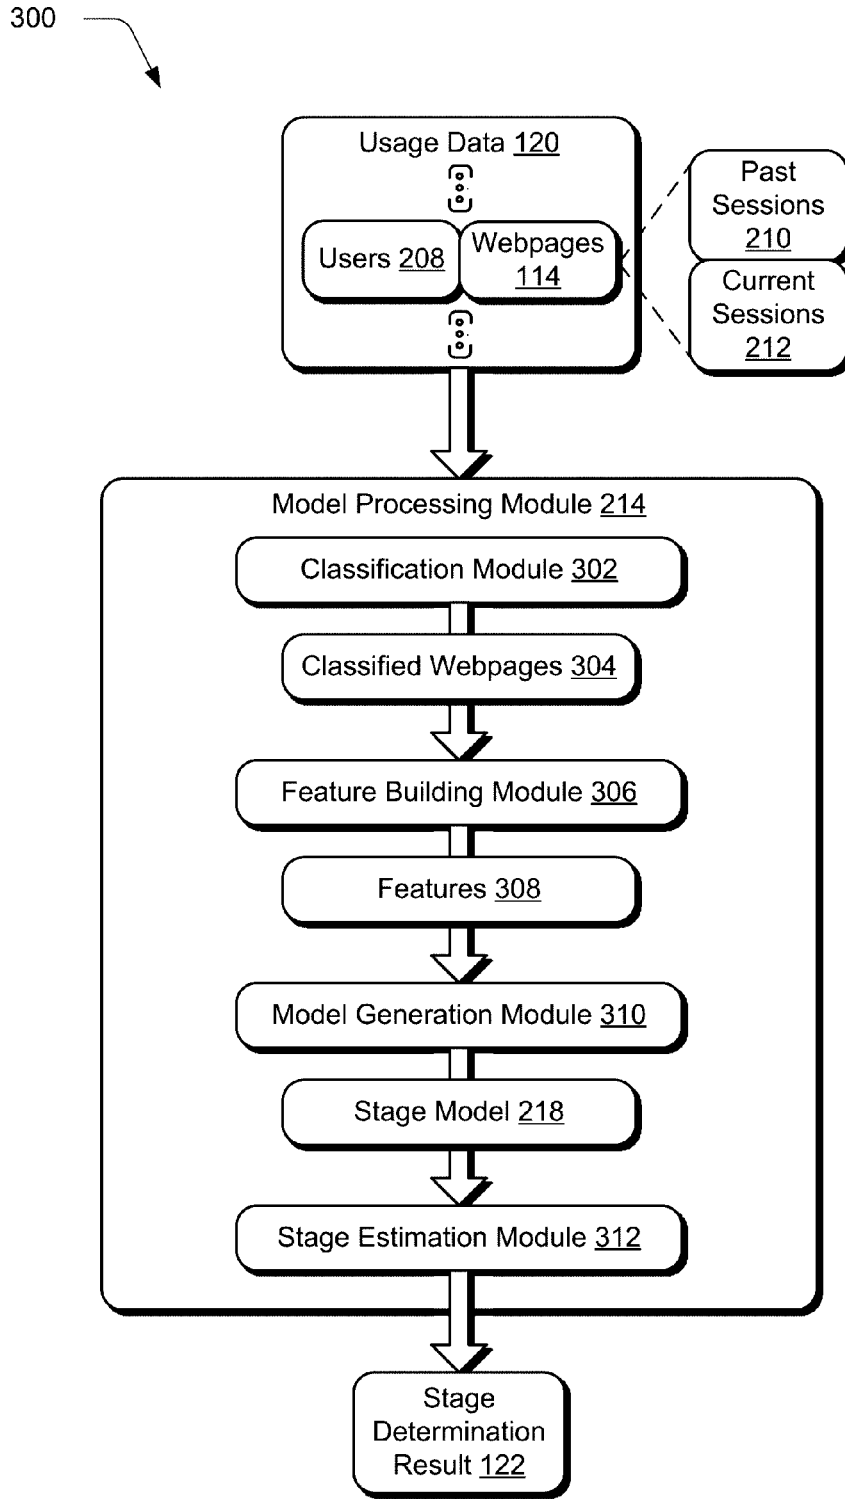 300
Usage Data 120
Users 208
Webpages
114
Past
Sessions
210
Current
Sessions
212
Model Processing Module 214
Classification Module 302
Classified Webpages 304
Feature Building Module 306
Features 308
Model Generation Module 310
Stage Model 218
Stage Estimation Module 312
Stage
Determination
Result 122